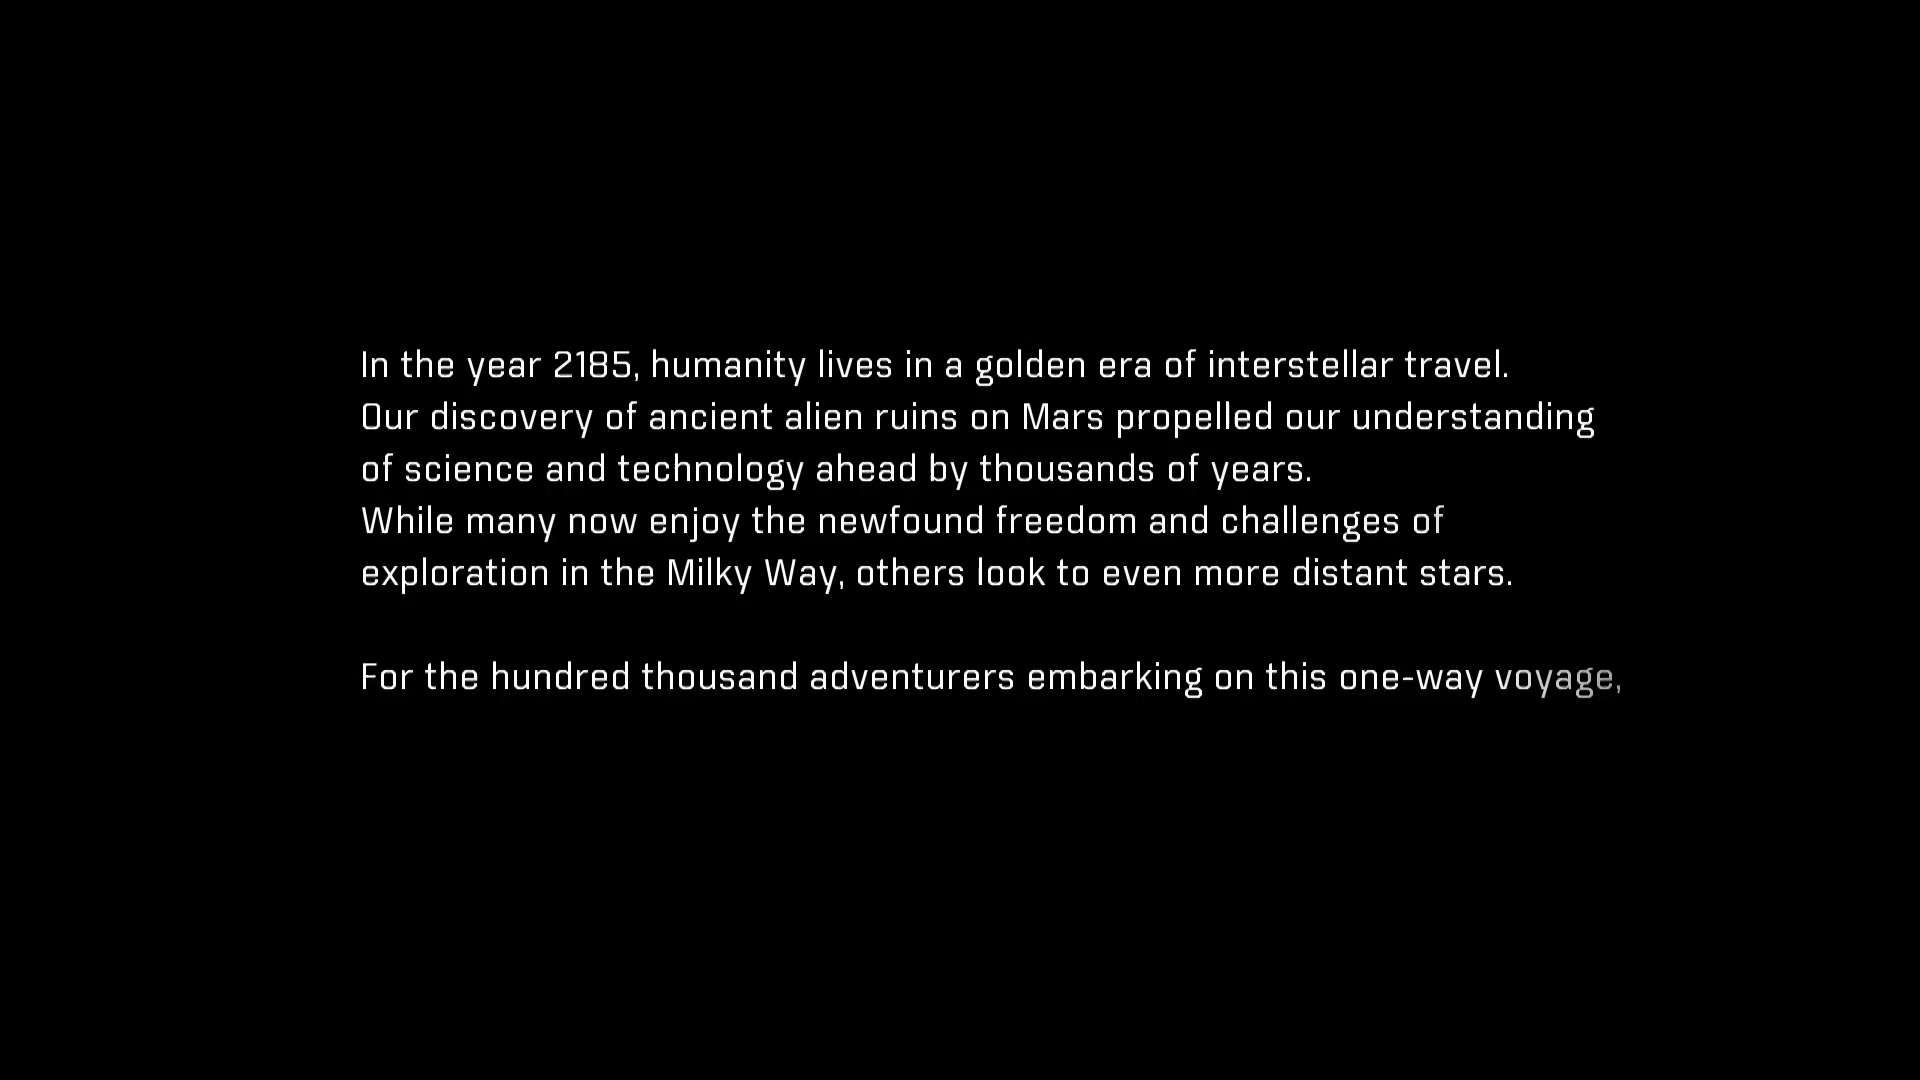 In the year 2185, humanity lives in a golden era of interstellar travel.
Our discovery of ancient alien ruins on Mars propelled our understanding
of science and technology ahead by thousands of years.
While many now enjoy the newfound freedom and challenges of
exploration in the Milky Way, others look to even more distant stars.
For the hundred thousand adventurers embarking on this one-way voyage,